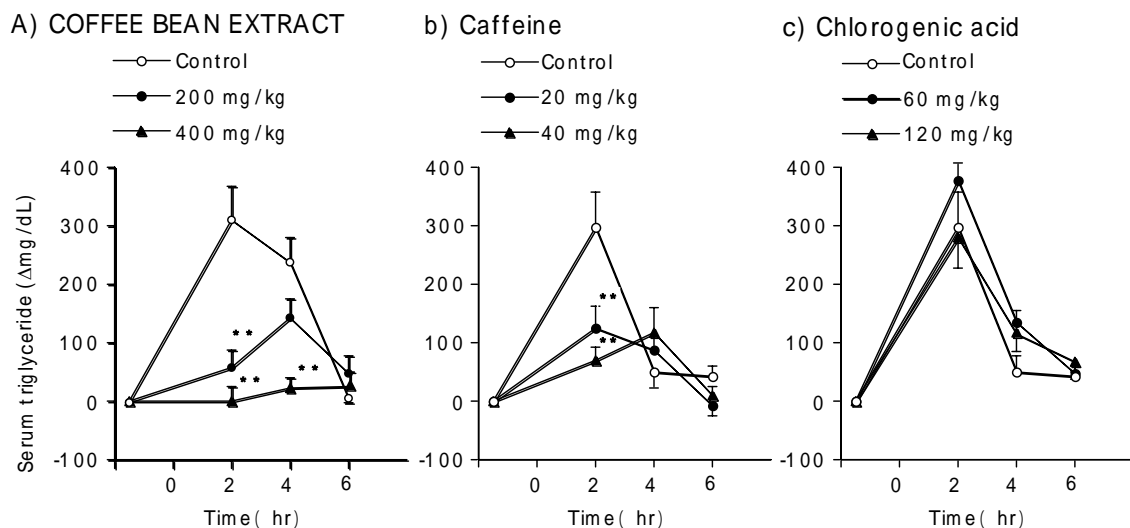 A) COFFEE BEAN EXTRACT
Control
200 mg/kg
400 mg/kg
400
300
200
100
0
-100
Serum triglyceride (Δmg/dL)
** **
** 
0 2 4 6
Time( hr)
b) Caffeine
Control
20 mg/kg
40 mg/kg
400
300
200
100
0
-100
**
**
0 2 4 6
Time( hr)
c) Chlorogenic acid
Control
60 mg/kg
120 mg/kg
400
300
200
100
0
-100
0 2 4 6
Time( hr)